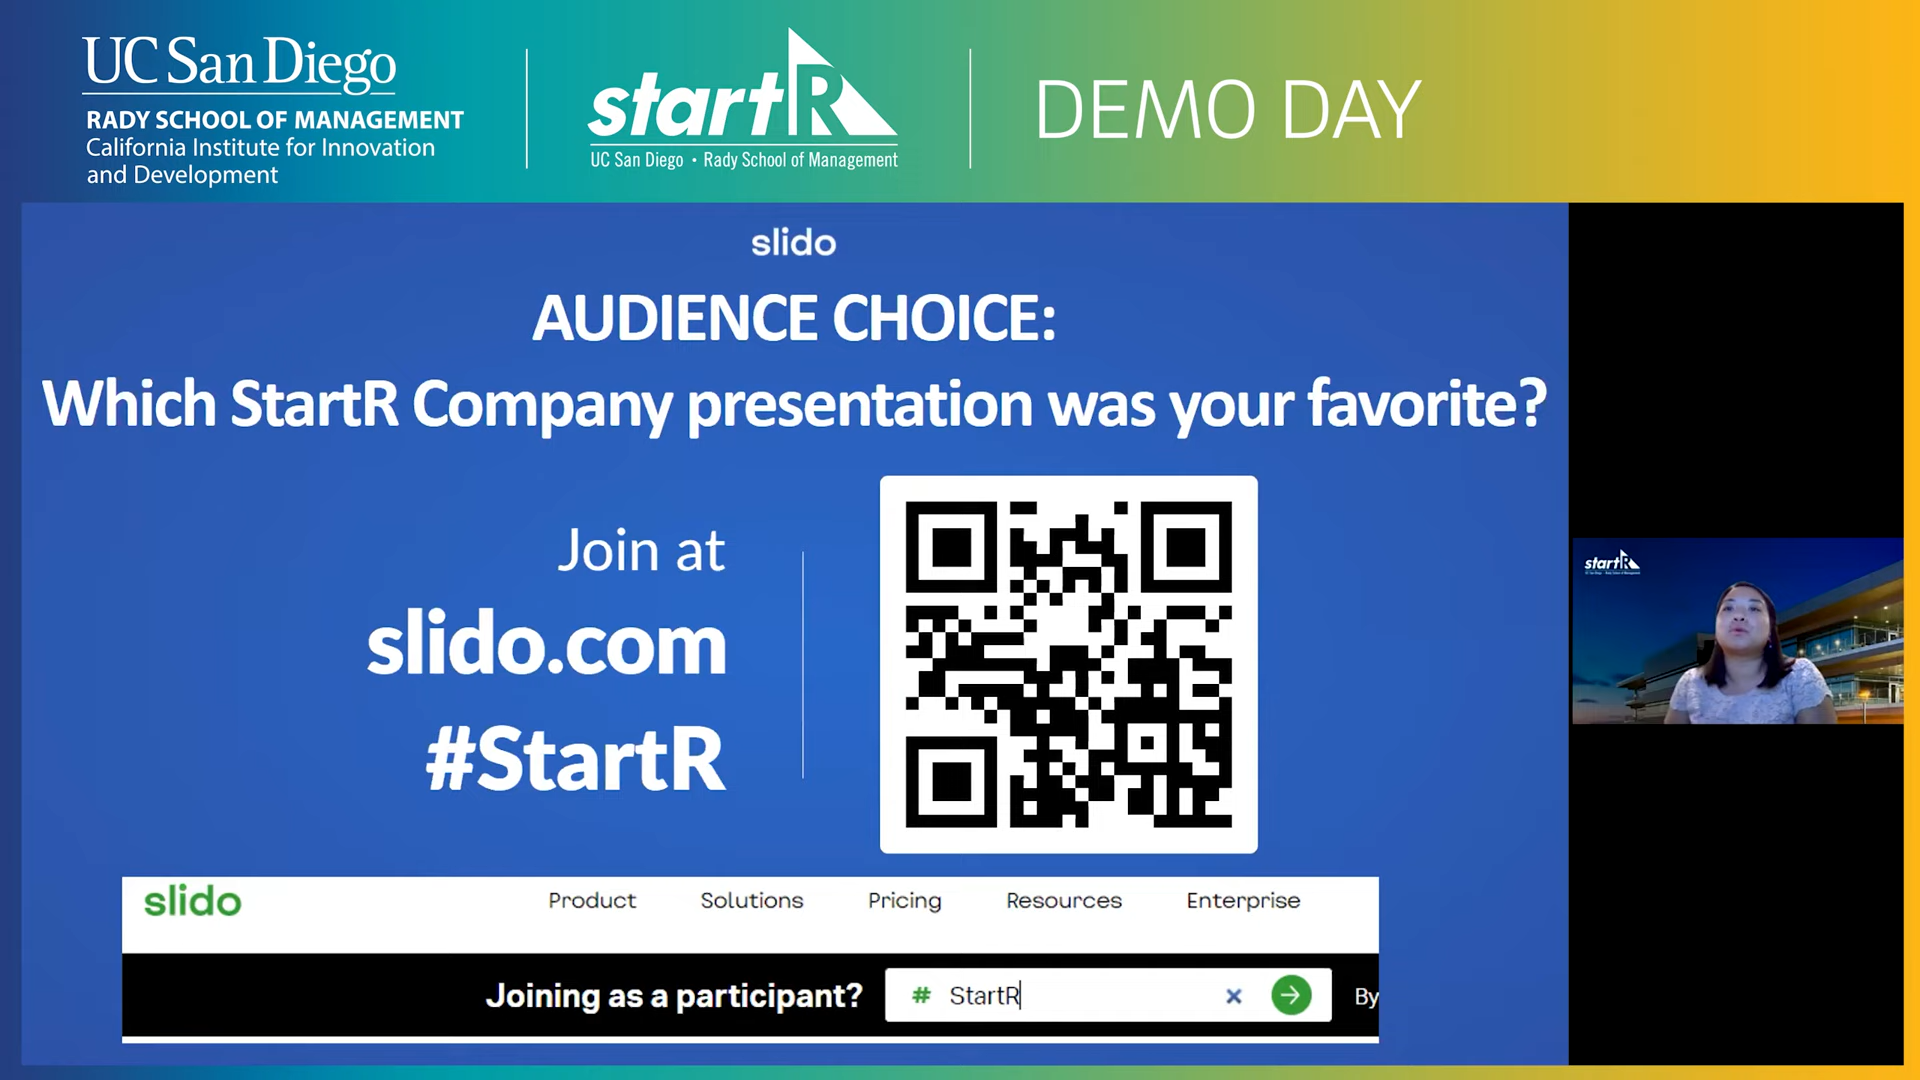 UC San Diego
RADY SCHOOL OF MANAGEMENT
California Institute for Innovation
and Development
startR
UC San Diego • Rady School of Management
DEMO DAY
slido
AUDIENCE CHOICE:
Which StartR Company presentation was your favorite?
Join at
slido.com
#StartR
slido
Product Solutions Pricing Resources Enterprise
Joining as a participant? # StartR By
startR